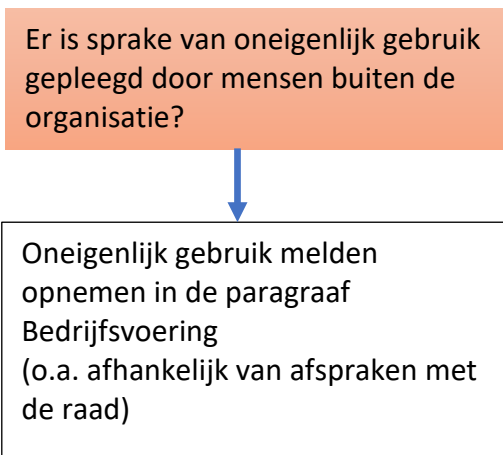 Er is sprake van oneigenlijk gebruik
gepleegd door mensen buiten de
organisatie?
Oneigenlijk gebruik melden
opnemen in de paragraaf
Bedrijfsvoering
(o.a. afhankelijk van afspraken met
de raad)